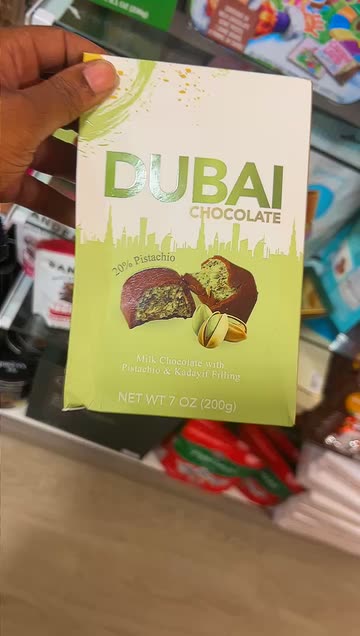 DUBAI
CHOCOLATE
20% Pistachio
Milk Chocolate with
Pistachio & Kadayif Filling
NET WT 7 OZ (200g)